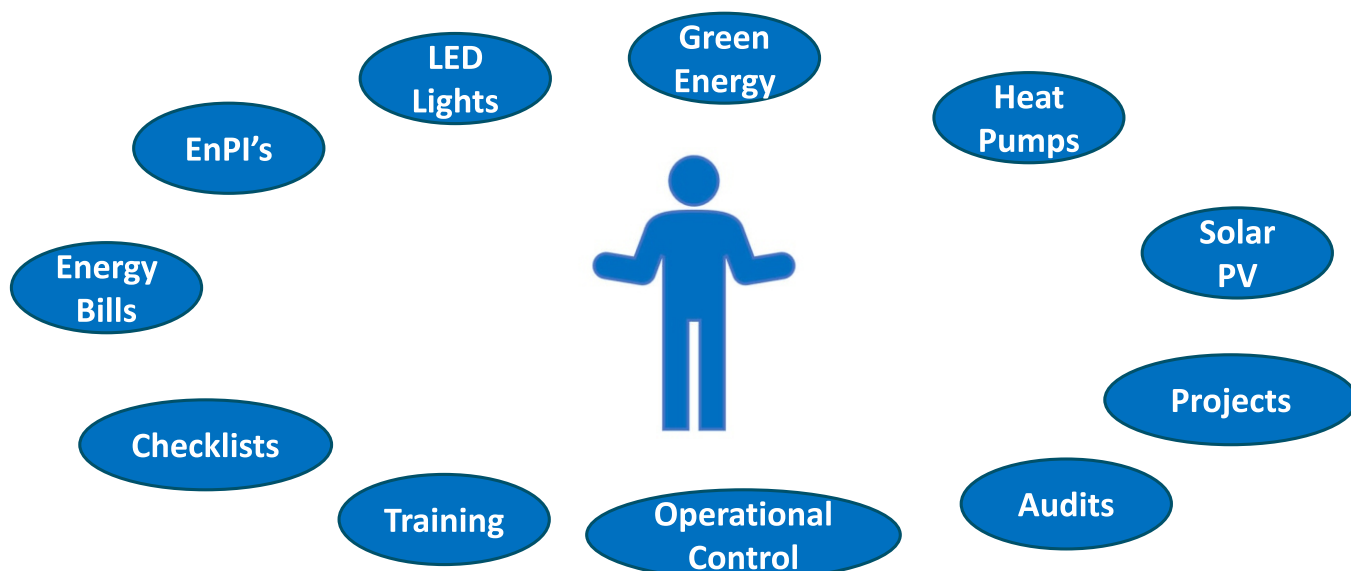 Green
Energy
LED
Lights
Heat
Pumps
EnPI’s
Solar
PV
Energy
Bills
Projects
Checklists
Audits
Training
Operational
Control